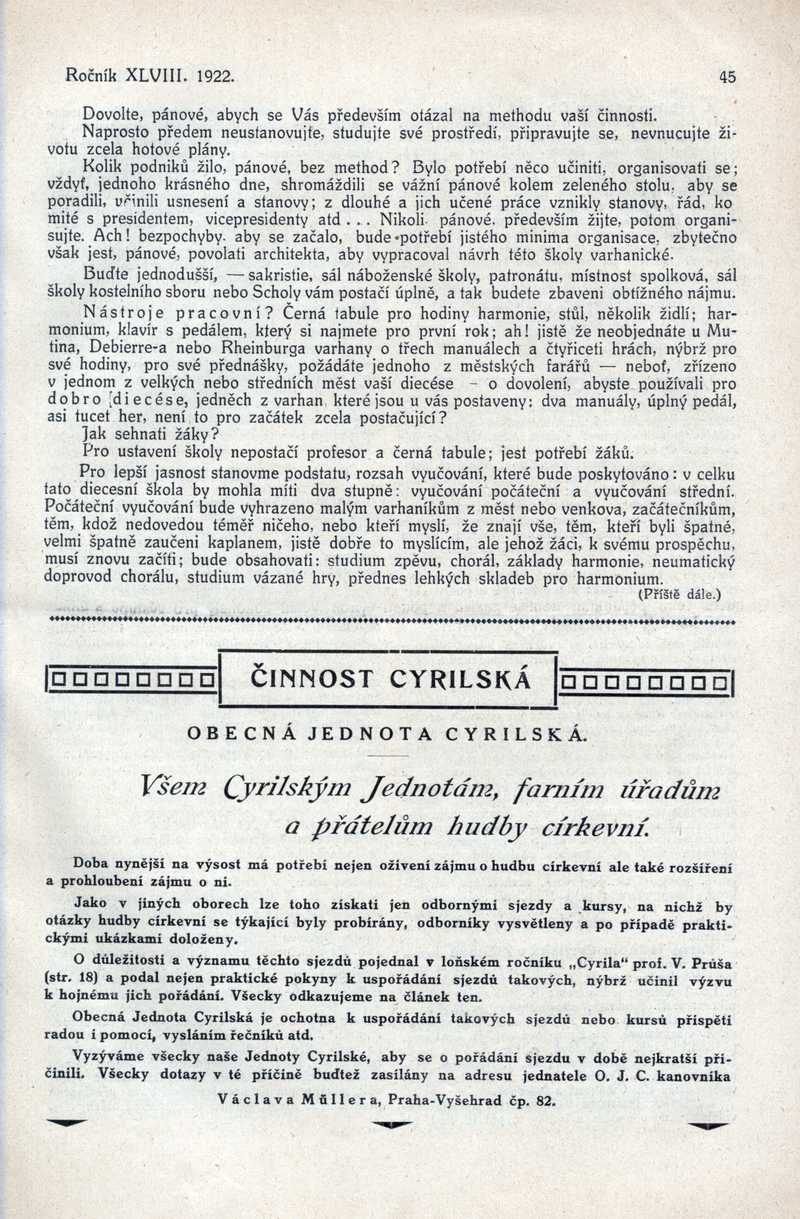 Ročník XLVIII. 1922. 45
Dovolte, pánové, abych se Vás především otázal na methodu vaší činnosti.
Naprosto předem neustanovujte, studujte své prostředí, připravujte se, nevnucujte ži-
votu zcela hotové plány.
Kolik podniků žilo, pánové, bez method? Bylo potřebí něco učiniti, organisovati se;
vždyť, jednoho krásného dne, shromáždili se vážní pánové kolem zeleného stolu, aby se
poradili, učinili usnesení a stanovy; z dlouhé a jich učené práce vznikly stanovy, řád, ko
mité s presidentem, vicepresidenty atd . . . Nikoli. pánové. především žijte, potom organi-
sujte. Ach! bezpochyby. aby se začalo, bude potřebí jistého minima organisace, zbytečno
však jest, pánové, povolati architekta, aby vypracoval návrh této školy varhanické.
Buďte jednodušší, — sakristie, sál náboženské školy, patronátu, místnost spolková, sál
školy kostelního sboru nebo Scholy vám postačí úplně, a tak budete zbaveni obtížného nájmu.
Nástroje pracovní? Černá tabule pro hodiny harmonie, stůl, několik židlí; har-
monium, klavír s pedálem, který si najmete pro první rok; ah! jistě že neobjednáte u Mu-
tina, Debierre-a nebo Rheinburga varhany o třech manuálech a čtyřiceti hrách, nýbrž pro
své hodiny, pro své přednášky, požádáte jednoho z městských farářů — neboť, zřízeno
v jednom z velkých nebo středních měst vaší diecése – o dovolení, abyste používali pro
dobro diecése, jedněch z varhan, které jsou u vás postaveny: dva manuály, úplný pedál,
asi tucet her, není to pro začátek zcela postačující?
Jak sehnati žáky?
Pro ustavení školy nepostačí profesor a černá tabule; jest potřebí žáků.
Pro lepší jasnost stanovme podstatu, rozsah vyučování, které bude poskytováno: v celku
tato diecesní škola by mohla míti dva stupně: vyučování počáteční a vyučování střední.
Počáteční vyučování bude vyhrazeno malým varhaníkům z měst nebo venkova, začátečníkům,
těm, kdož nedovedou téměř ničeho, nebo kteří myslí, že znají vše, těm, kteří byli špatné,
velmi špatně zaučeni kaplanem, jistě dobře to myslícím, ale jehož žáci, k svému prospěchu,
musí znovu začíti; bude obsahovati: studium zpěvu, chorál, základy harmonie, neumatický
doprovod chorálu, studium vázané hry, přednes lehkých skladeb pro harmonium.
(Příště dále.)
ČINNOST CYRILSKÁ
OBECNÁ JEDNOTA CYRILSKÁ.
Všem Cyrilským Jednotám, farním úřadům
a přátelům hudby církevní.
Doba nynější na výsost má potřebí nejen oživení zájmu o hudbu církevní ale také rozšíření
a prohloubení zájmu o ni.
Jako v jiných oborech lze toho získati jen odbornými sjezdy a kursy, na nichž by
otázky hudby církevní se týkající byly probírány, odborníky vysvětleny a po případě prakti-
ckými ukázkami doloženy.
O důležitosti a významu těchto sjezdů pojednal v loňském ročníku „Cyrila“ prof. V. Průša
(str. 18) a podal nejen praktické pokyny k uspořádání sjezdů takových, nýbrž učinil výzvu
k hojnému jich pořádání. Všecky odkazujeme na článek ten.
Obecná Jednota Cyrilská je ochotna k uspořádání takových sjezdů nebo kursů přispěti
radou i pomocí, vysláním řečníků atd.
Vyzýváme všecky naše Jednoty Cyrilské, aby se o pořádání sjezdu v době nejkratší při-
činili. Všecky dotazy v té příčině buďtež zasílány na adresu jednatele O. J. C. kanovníka
Václava Müllera, Praha-Vyšehrad čp. 82.